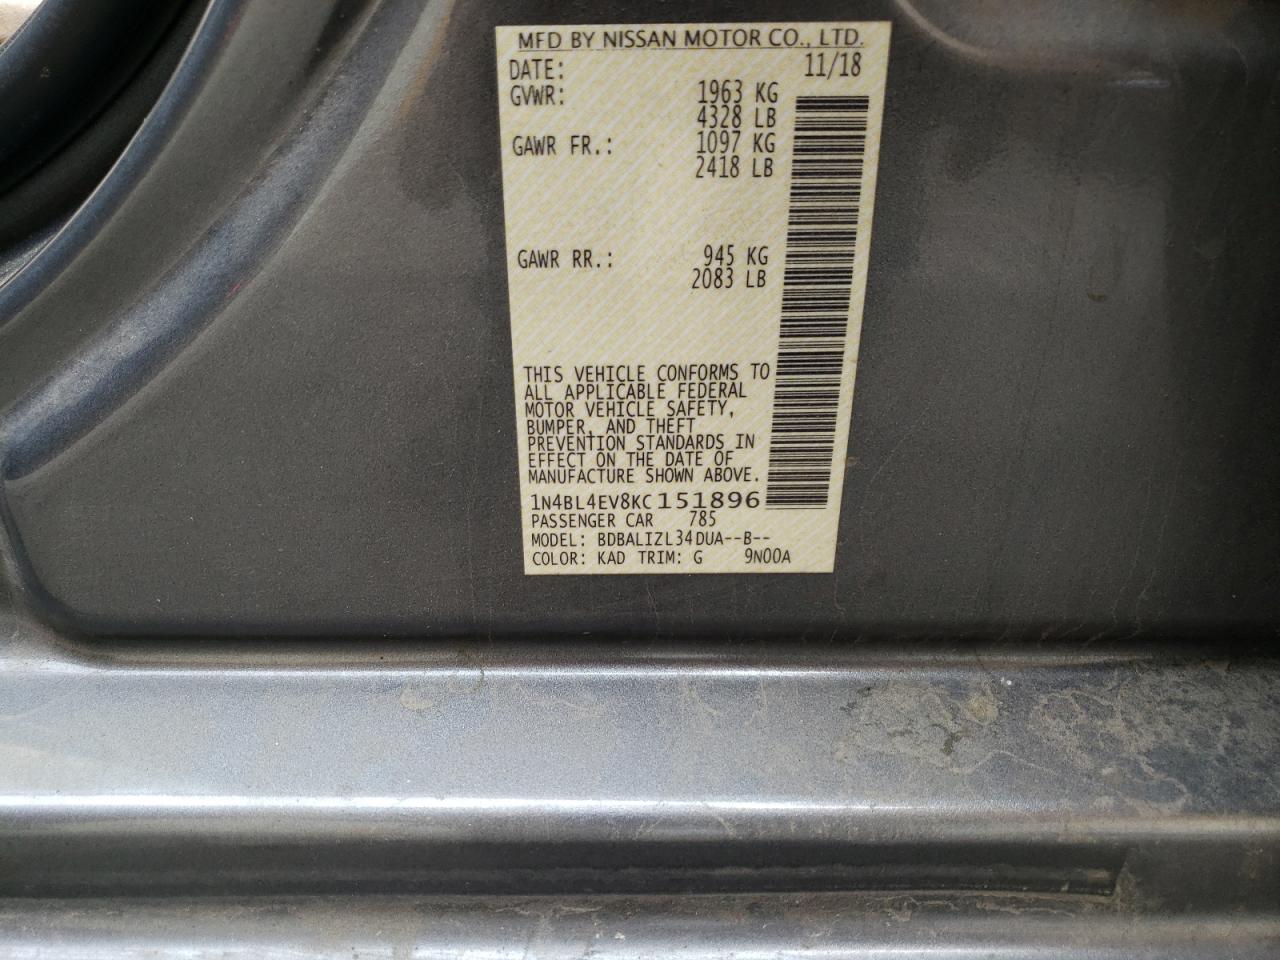 MFD BY NISSAN MOTOR CO., LTD.
DATE: 11/18
GVWR: 1963 KG
4328 LB
GAWR FR.: 1097 KG
2418 LB
GAWR RR.: 945 KG
2083 LB
THIS VEHICLE CONFORMS TO
ALL APPLICABLE FEDERAL
MOTOR VEHICLE SAFETY,
BUMPER, AND THEFT
PREVENTION STANDARDS IN
EFFECT ON THE DATE OF
MANUFACTURE SHOWN ABOVE.
1N4BL4EV8KC151896
PASSENGER CAR 785
MODEL: BDBALIZL34DUA--B--
COLOR: KAD TRIM: G 9N00A